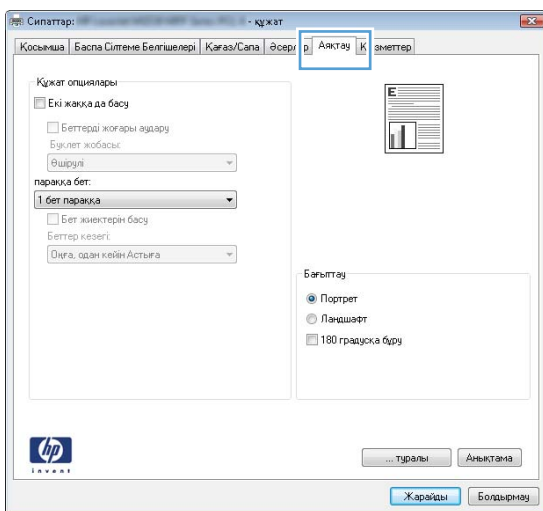 Сипаттар: - құжат
Қосымша Баспа Сілтеме Белгішелері Қағаз/Сапа Аяқтау
Құжат опциялары
Екі жаққа да басу
Беттерді жоғары аудару
Буклет жобасы:
Өшірулі
параққа бет:
1 бет параққа
Бет жиектерін басу
Беттер кезегі:
Оңға, одан кейін Астыға
E
Бағыттау
Портрет
Ландшафт
180 градусқа бұру
hp
invent
... туралы Анықтама
Жарайды Болдырмау